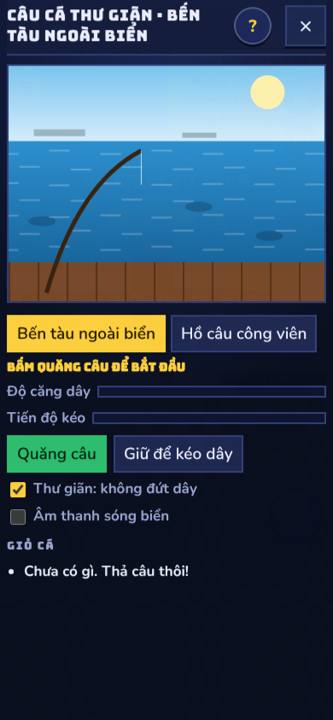 CÂU CÁ THƯ GIÃN • BẾN
TÀU NGOÀI BIỂN
?
×
Bến tàu ngoài biển
Hồ câu công viên
BẤM QUĂNG CÂU ĐỂ BẮT ĐẦU
Độ căng dây
Tiến độ kéo
Quăng câu
Giữ để kéo dây
Thư giãn: không đứt dây
Âm thanh sóng biển
GIỎ CÁ
• Chưa có gì. Thả câu thôi!